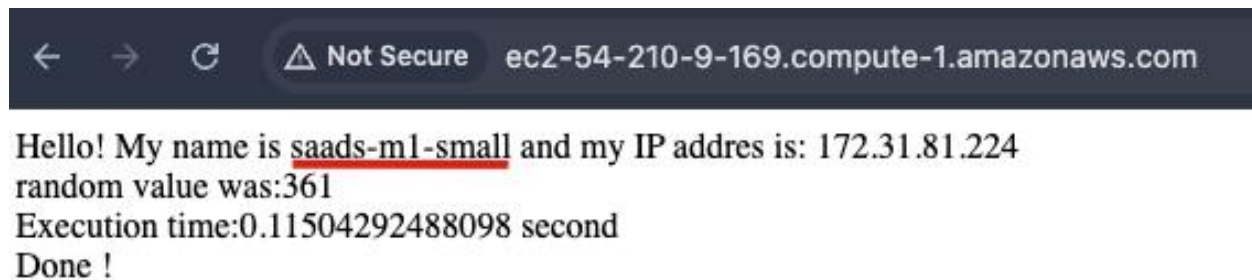 Not Secure ec2-54-210-9-169.compute-1.amazonaws.com
Hello! My name is saads-m1-small and my IP addres is: 172.31.81.224
random value was:361
Execution time:0.11504292488098 second
Done !